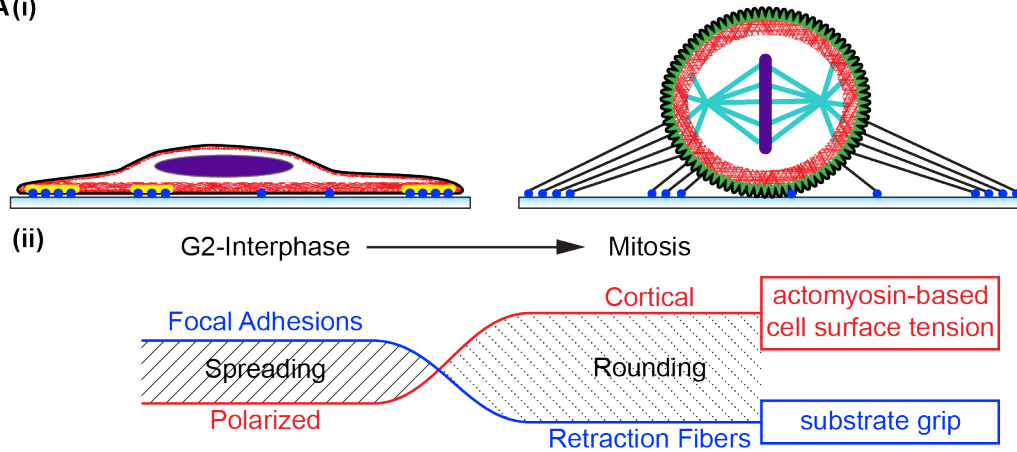 A(i)
(ii)
G2-Interphase
Mitosis
Focal Adhesions
Cortical
actomyosin-based
cell surface tension
Spreading
Rounding
Polarized
Retraction Fibers
substrate grip